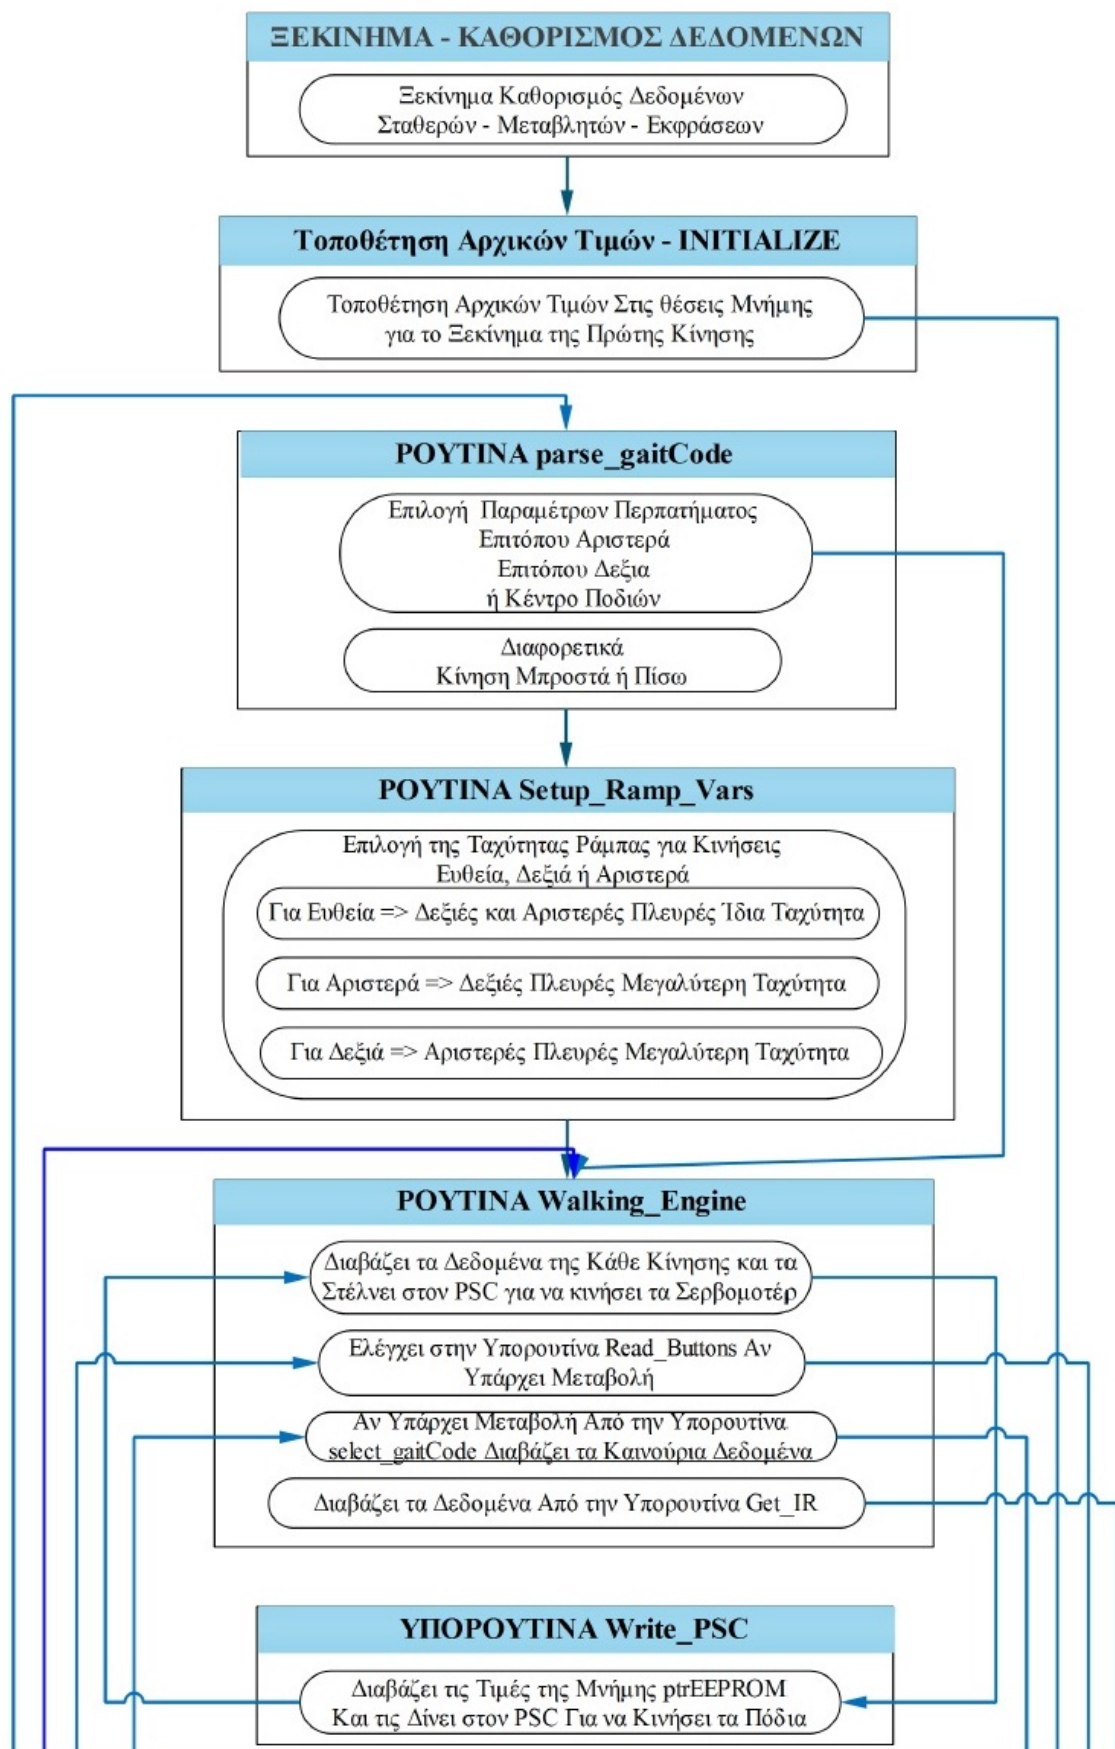 ΞΕΚΙΝΗΜΑ - ΚΑΘΟΡΙΣΜΟΣ ΔΕΔΟΜΕΝΩΝ
Ξεκίνημα Καθορισμός Δεδομένων
Σταθερών - Μεταβλητών - Εκφράσεων
Τοποθέτηση Αρχικών Τιμών - INITIALIZE
Τοποθέτηση Αρχικών Τιμών Στις θέσεις Μνήμης
για το Ξεκίνημα της Πρώτης Κίνησης
ΡΟΥΤΙΝΑ parse_gaitCode
Επιλογή Παραμέτρων Περπατήματος
Επιτόπου Αριστερά
Επιτόπου Δεξια
ή Κέντρο Ποδιών
Διαφορετικά
Κίνηση Μπροστά ή Πίσω
ΡΟΥΤΙΝΑ Setup_Ramp_Vars
Επιλογή της Ταχύτητας Ράμπας για Κινήσεις
Ευθεία, Δεξιά ή Αριστερά
Για Ευθεία => Δεξιές και Αριστερές Πλευρές Ίδια Ταχύτητα
Για Αριστερά => Δεξιές Πλευρές Μεγαλύτερη Ταχύτητα
Για Δεξιά => Αριστερές Πλευρές Μεγαλύτερη Ταχύτητα
ΡΟΥΤΙΝΑ Walking_Engine
Διαβάζει τα Δεδομένα της Κάθε Κίνησης και τα
Στέλνει στον PSC για να κινήσει τα Σερβομοτέρ
Ελέγχει στην Υπορουτίνα Read_Buttons Αν
Υπάρχει Μεταβολή
Αν Υπάρχει Μεταβολή Από την Υπορουτίνα
select_gaitCode Διαβάζει τα Καινούρια Δεδομένα
Διαβάζει τα Δεδομένα Από την Υπορουτίνα Get_IR
ΥΠΟΡΟΥΤΙΝΑ Write_PSC
Διαβάζει τις Τιμές της Μνήμης ptrEEPROM
Και τις Δίνει στον PSC Για να Κινήσει τα Πόδια